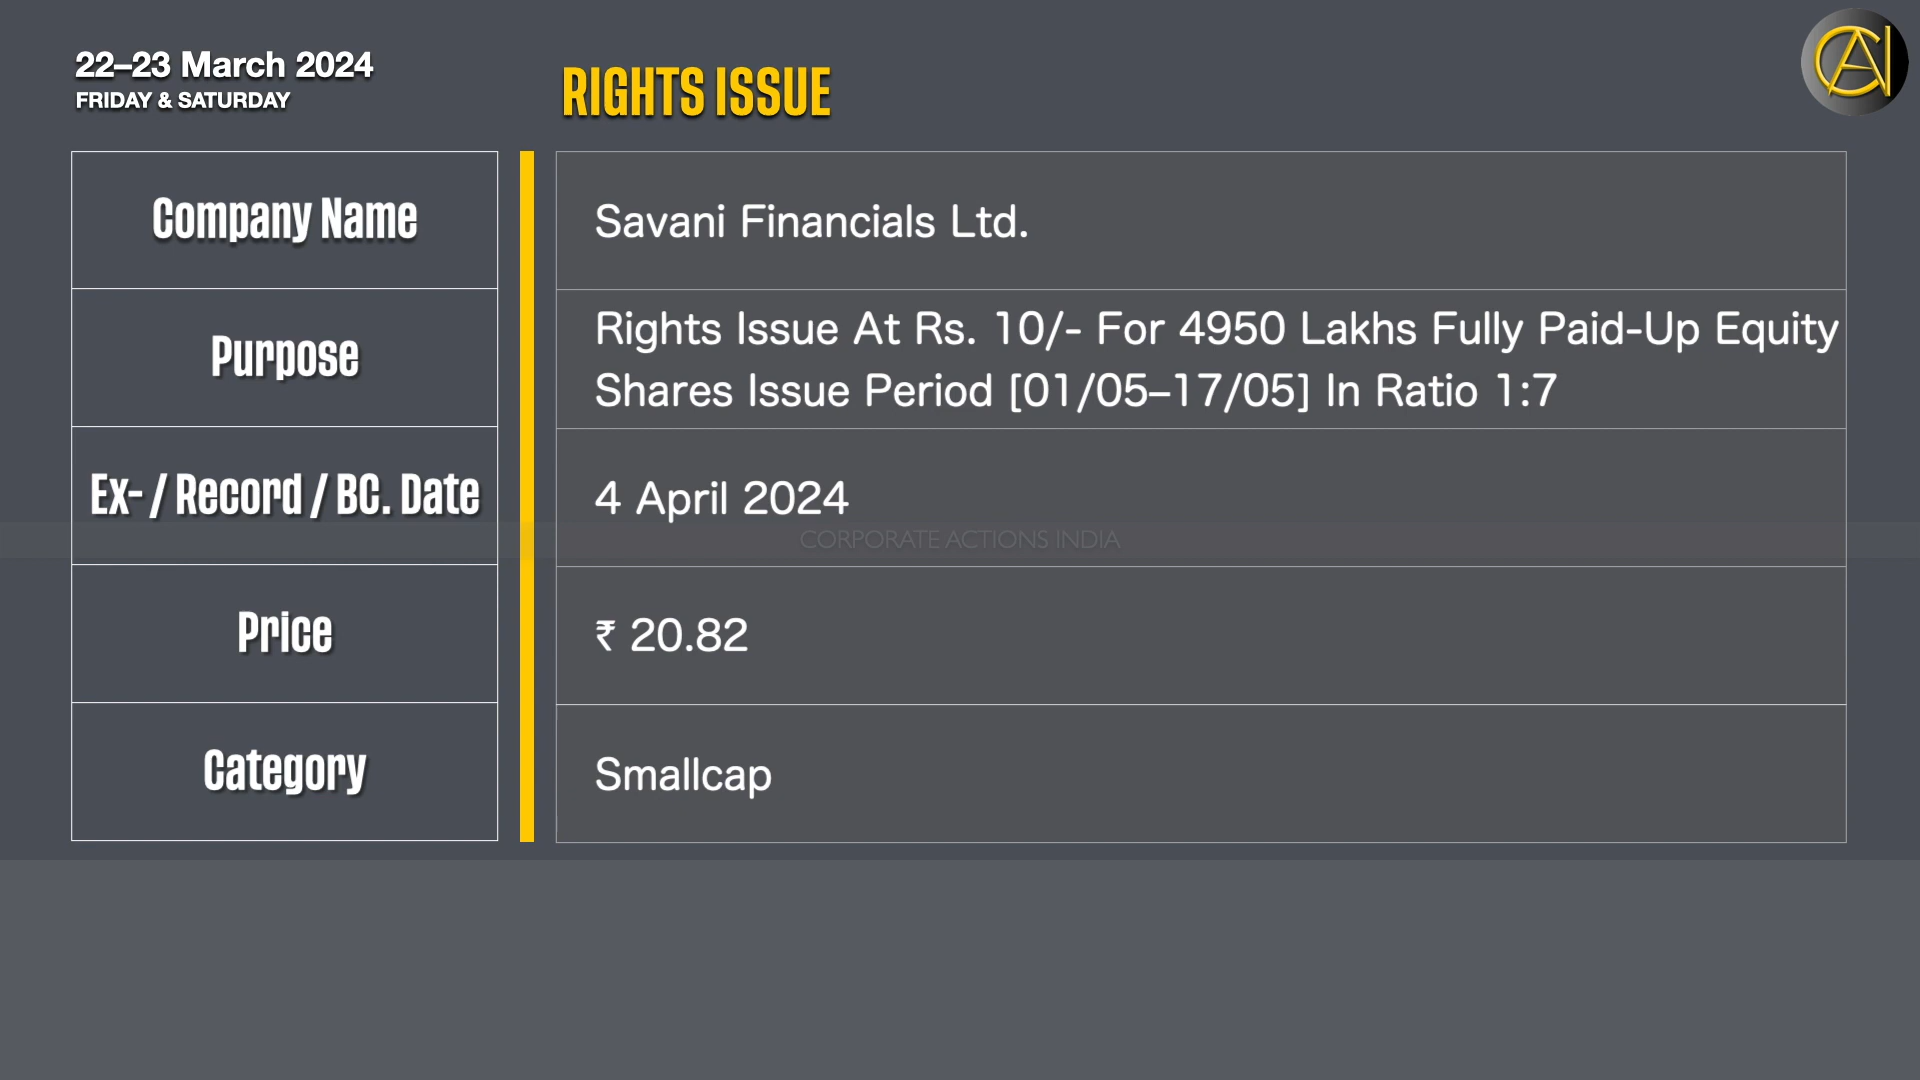 22–23 March 2024
FRIDAY & SATURDAY
RIGHTS ISSUE
CAI
Company Name
Savani Financials Ltd.
Purpose
Rights Issue At Rs. 10/- For 4950 Lakhs Fully Paid-Up Equity
Shares Issue Period [01/05–17/05] In Ratio 1:7
Ex- / Record / BC. Date
4 April 2024
CORPORATE ACTIONS INDIA
Price
₹ 20.82
Category
Smallcap